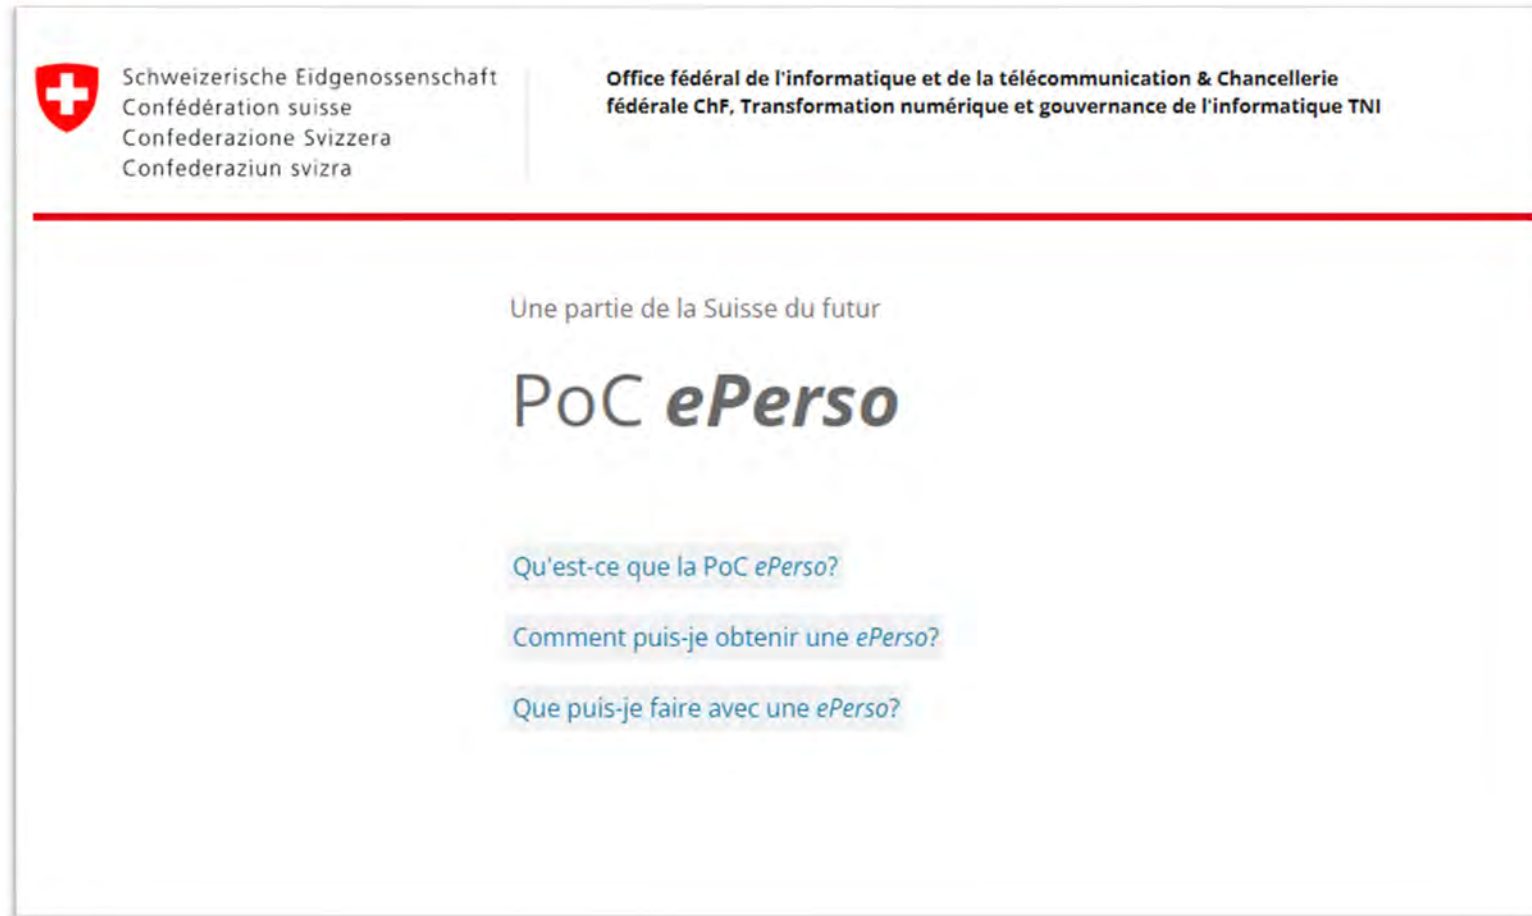 Schweizerische Eidgenossenschaft
Confédération suisse
Confederazione Svizzera
Confederaziun svizra
Office fédéral de l'informatique et de la télécommunication & Chancellerie
fédérale ChF, Transformation numérique et gouvernance de l'informatique TNI
Une partie de la Suisse du futur
PoC ePerso
Qu'est-ce que la PoC ePerso?
Comment puis-je obtenir une ePerso?
Que puis-je faire avec une ePerso?